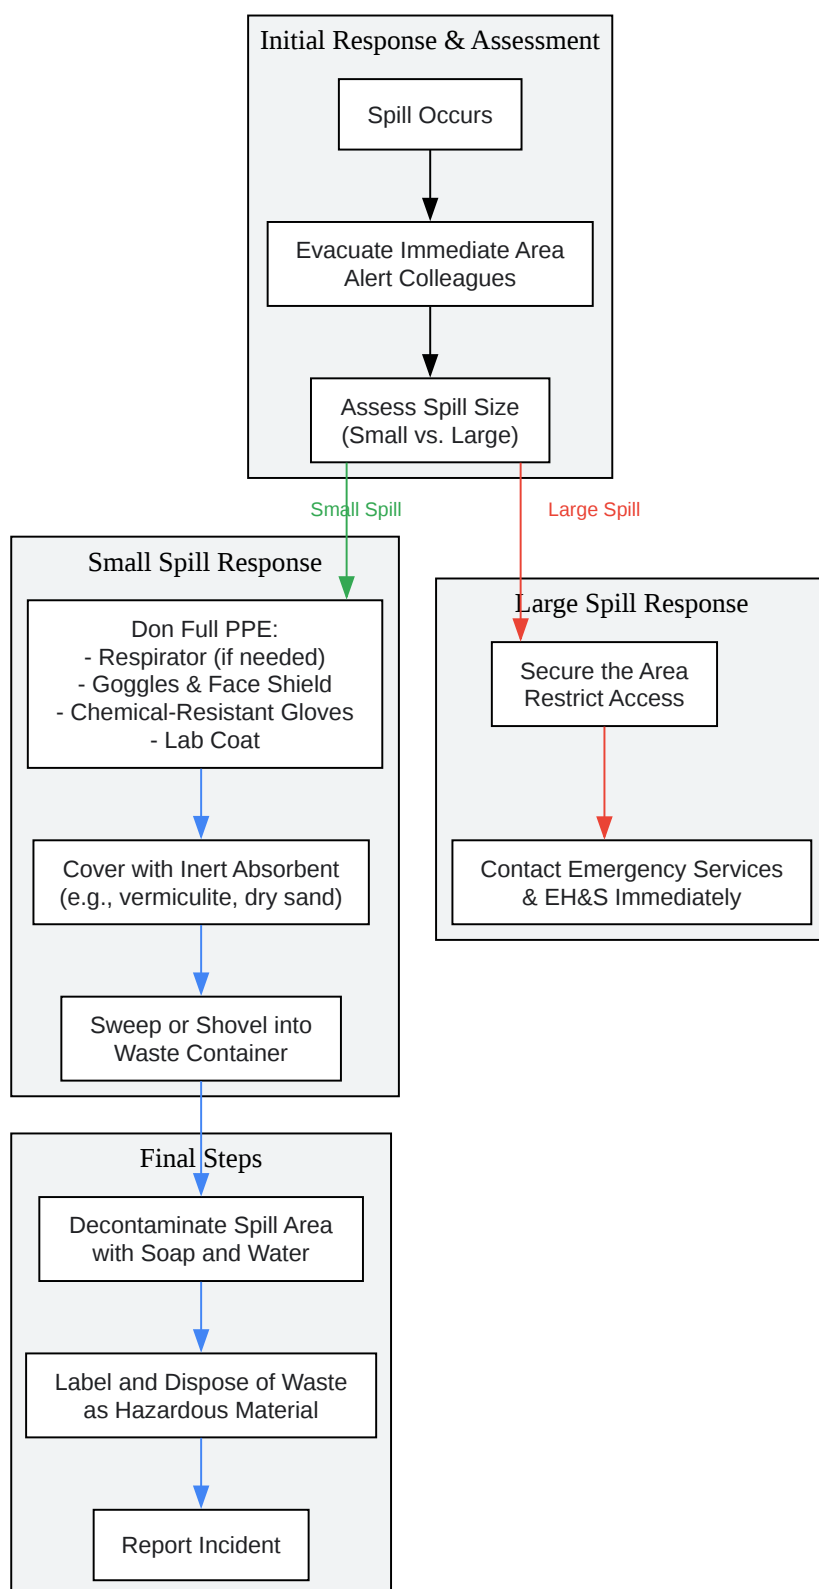 Initial Response & Assessment
Spill Occurs
Evacuate Immediate Area
Alert Colleagues
Assess Spill Size
(Small vs. Large)
Small Spill
Large Spill
Small Spill Response
Don Full PPE:
- Respirator (if needed)
- Goggles & Face Shield
- Chemical-Resistant Gloves
- Lab Coat
Cover with Inert Absorbent
(e.g., vermiculite, dry sand)
Sweep or Shovel into
Waste Container
Large Spill Response
Secure the Area
Restrict Access
Contact Emergency Services
& EH&S Immediately
Final Steps
Decontaminate Spill Area
with Soap and Water
Label and Dispose of Waste
as Hazardous Material
Report Incident